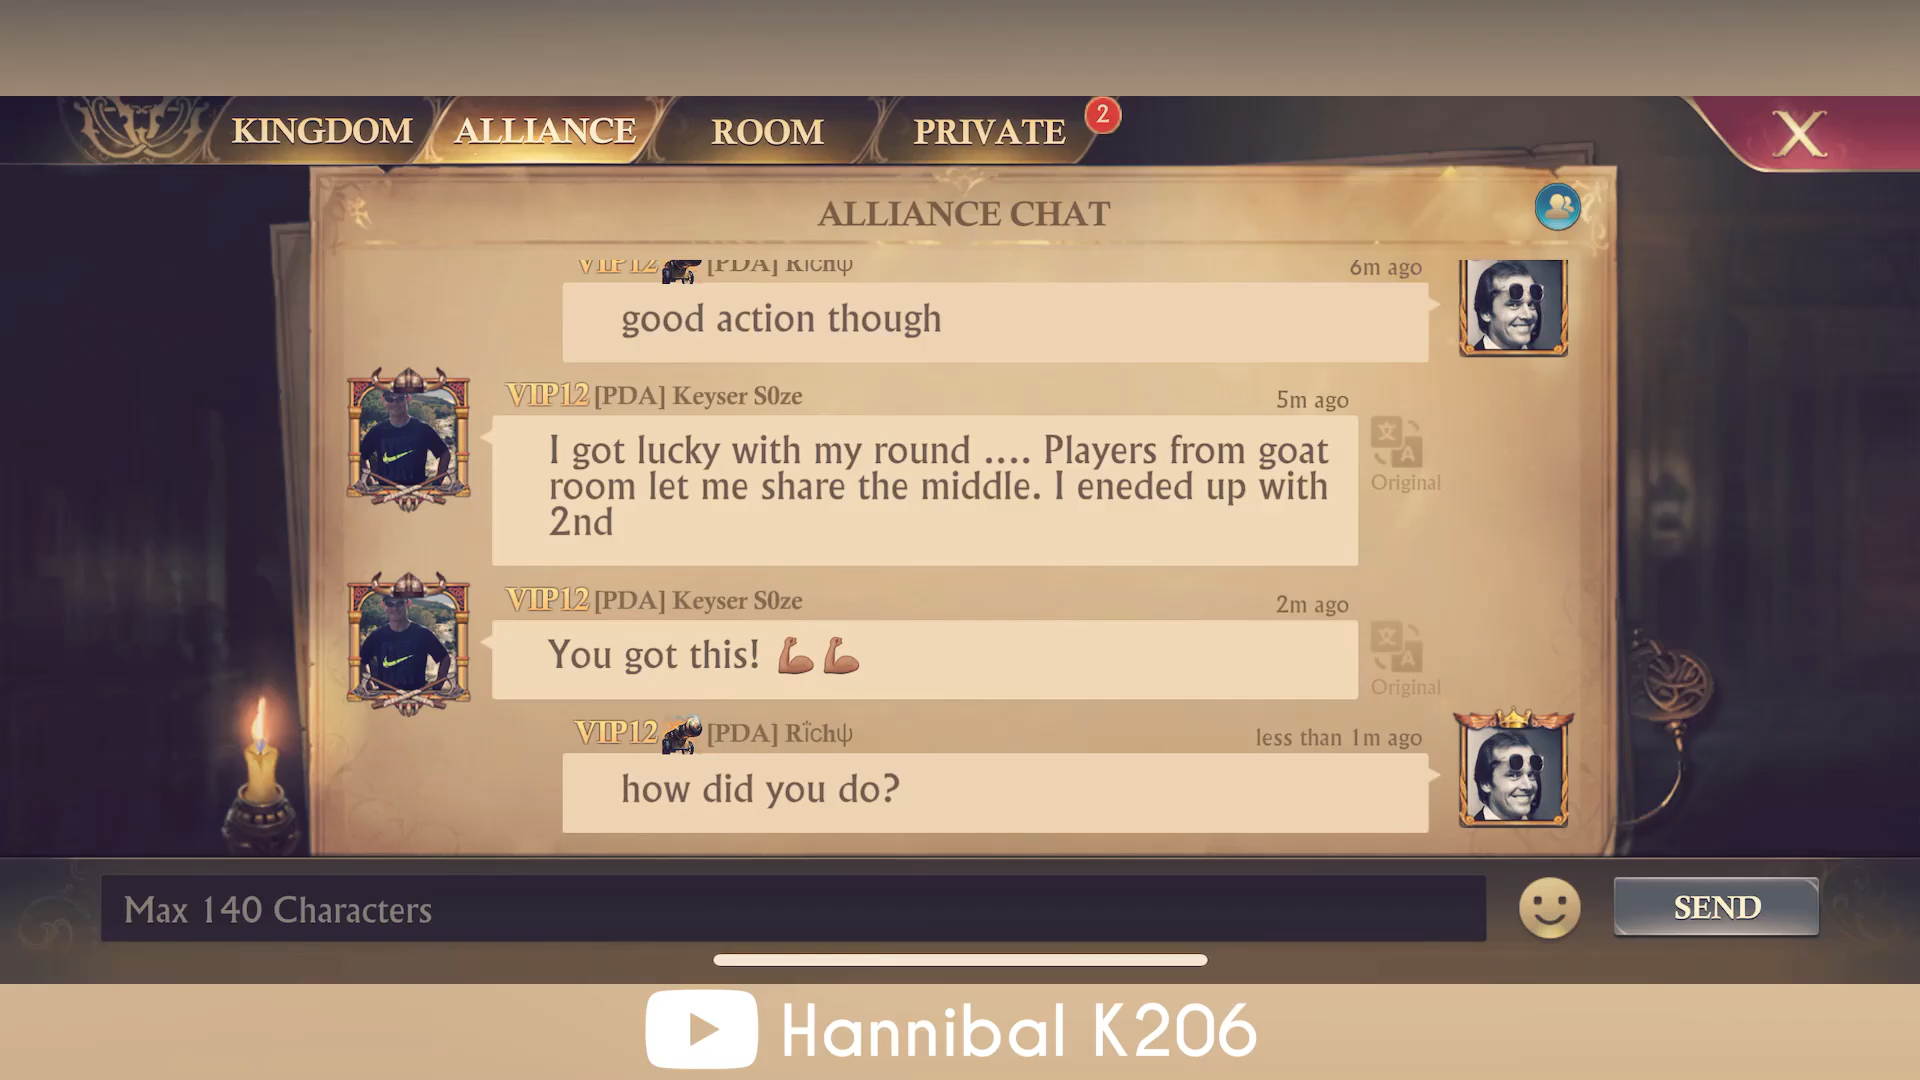 KINGDOM
ALLIANCE
ROOM
PRIVATE
2
X
ALLIANCE CHAT
VIP12 [PDA] Rïchψ
6m ago
good action though
VIP12 [PDA] Keyser S0ze
5m ago
I got lucky with my round .... Players from goat
room let me share the middle. I eneded up with
2nd
Original
VIP12 [PDA] Keyser S0ze
2m ago
You got this! 💪💪
Original
VIP12 [PDA] Rïchψ
less than 1m ago
how did you do?
Max 140 Characters
SEND
Hannibal K206